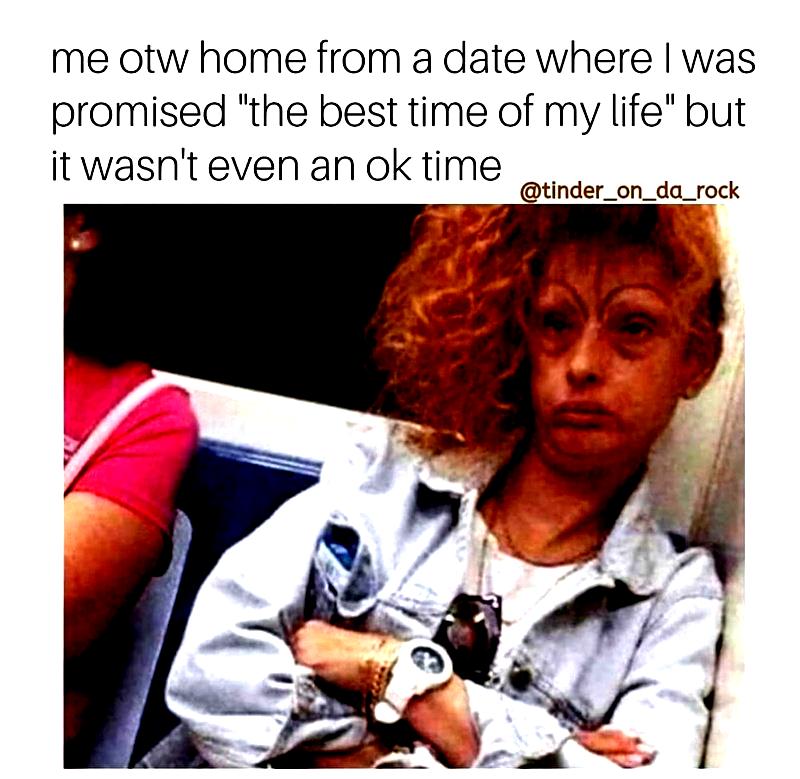 me otw home from a date where I was
promised "the best time of my life" but
it wasn't even an ok time
@tinder_on_da_rock